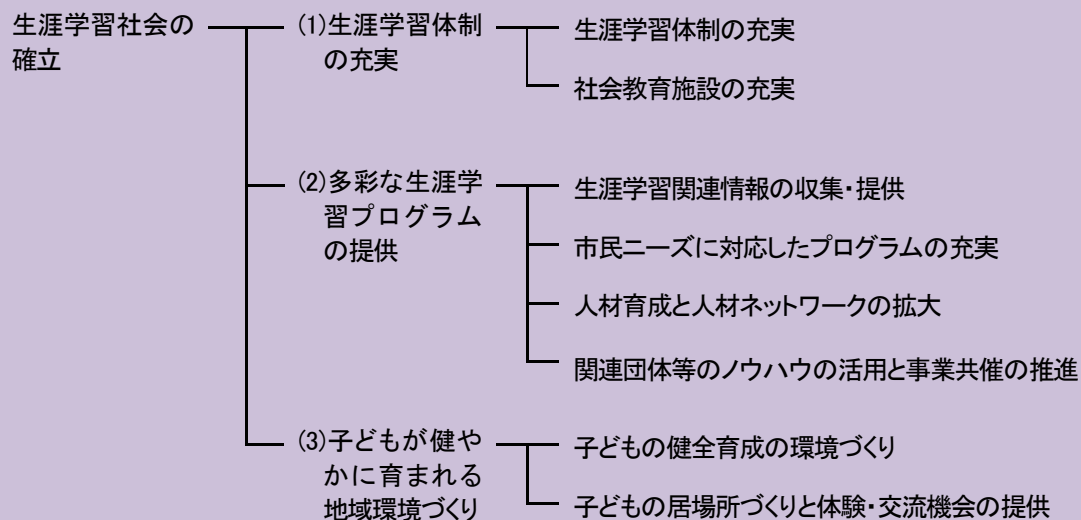 生涯学習社会の
確立
(1)生涯学習体制
の充実
生涯学習体制の充実
社会教育施設の充実
(2)多彩な生涯学
習プログラム
の提供
生涯学習関連情報の収集・提供
市民ニーズに対応したプログラムの充実
人材育成と人材ネットワークの拡大
関連団体等のノウハウの活用と事業共催の推進
(3)子どもが健や
かに育まれる
地域環境づくり
子どもの健全育成の環境づくり
子どもの居場所づくりと体験・交流機会の提供